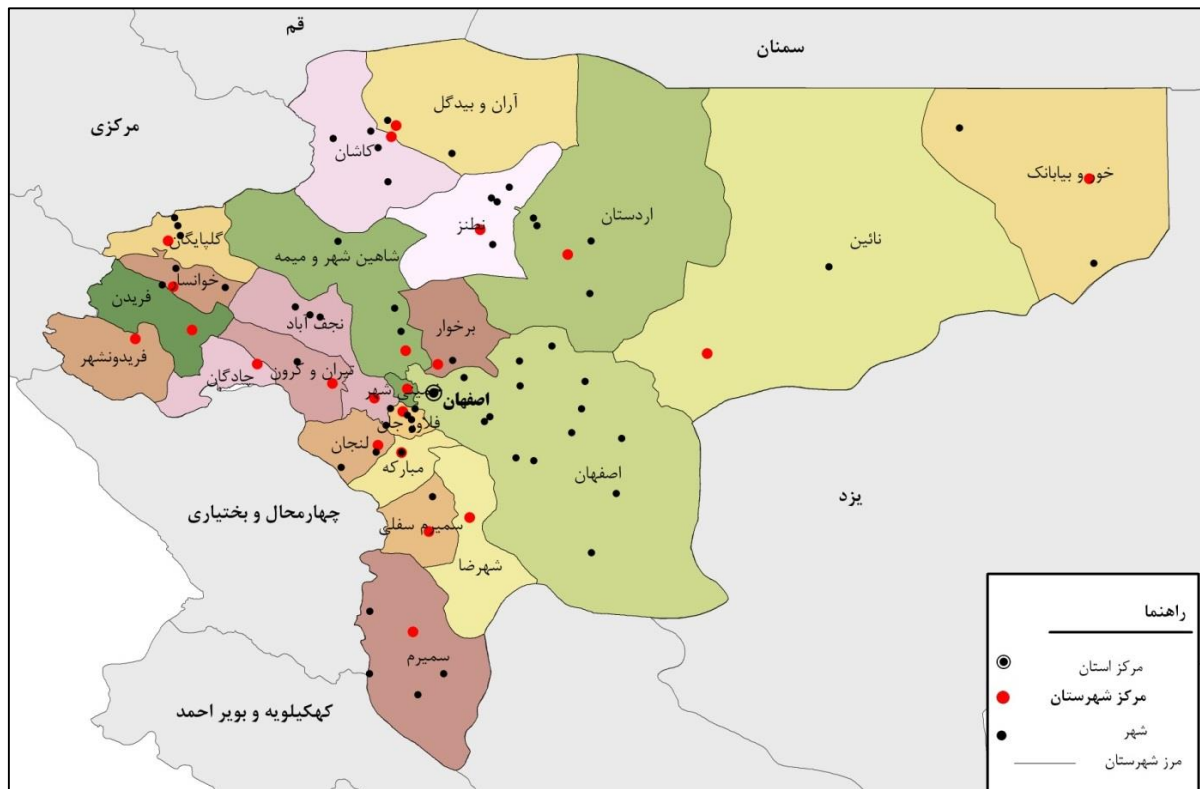 قم
سمنان
مرکزی
آران و بیدگل
کاشان
خور و بیابانک
اردستان
نطنز
نائین
گلپایگان
شاهین شهر و میمه
خوانسار
فریدن
نجف آباد
برخوار
فریدونشهر
چادگان
تیران و کرون
خمینی شهر
اصفهان
فلاورجان
لنجان
مبارکه
اصفهان
یزد
چهارمحال و بختیاری
سمیرم سفلی
شهرضا
سمیرم
کهکیلویه و بویر احمد
راهنما
مرکز استان
مرکز شهرستان
شهر
مرز شهرستان